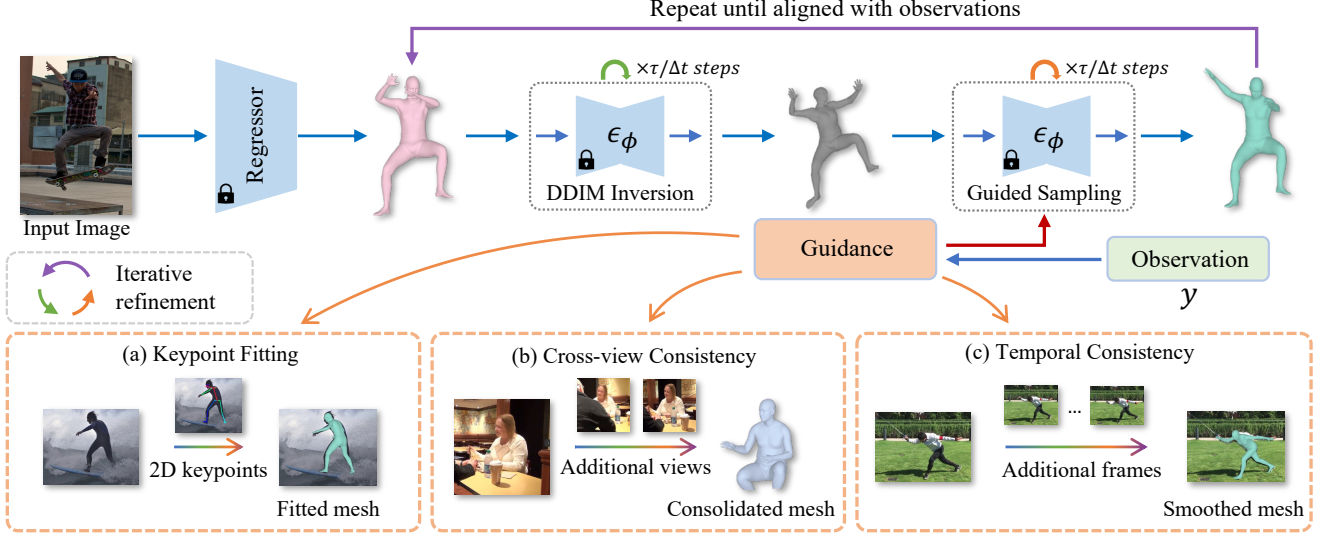 Repeat until aligned with observations
×τ/Δt steps
×τ/Δt steps
Regressor
ϵ_ϕ
ϵ_ϕ
DDIM Inversion
Guided Sampling
Input Image
Guidance
Observation
y
Iterative
refinement
(a) Keypoint Fitting
2D keypoints
Fitted mesh
(b) Cross-view Consistency
Additional views
Consolidated mesh
(c) Temporal Consistency
...
Additional frames
Smoothed mesh